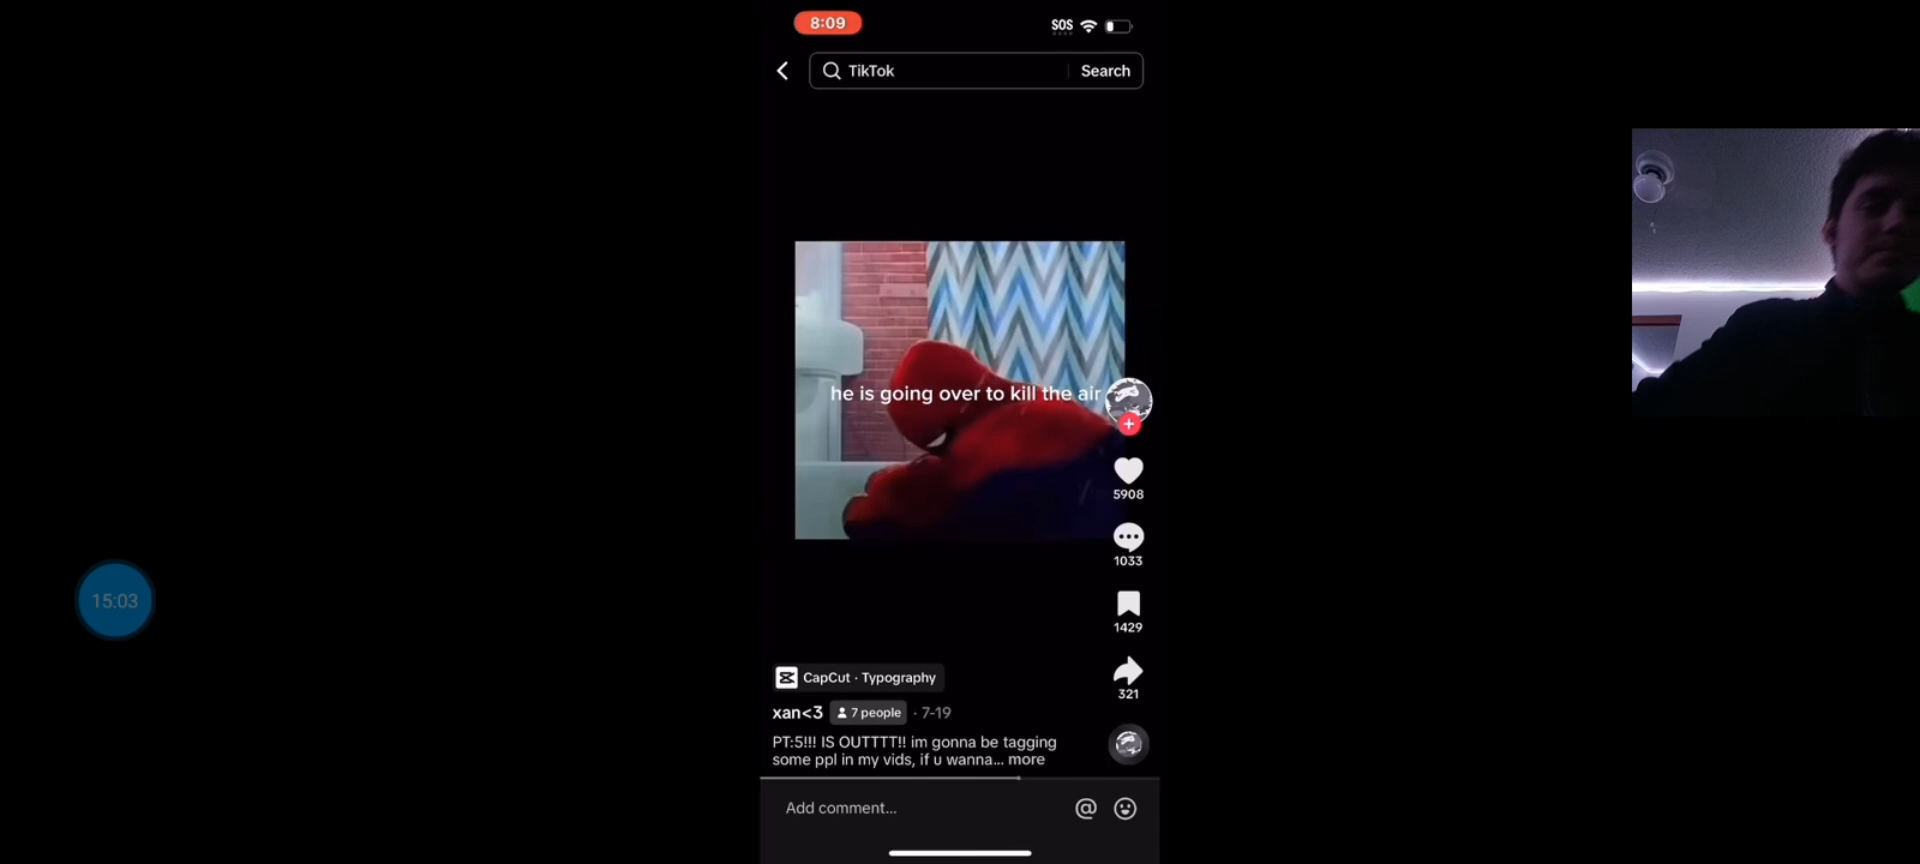 8:09
SOS
TikTok
Search
he is going over to kill the air
5908
1033
1429
321
15:03
CapCut · Typography
xan<3
7 people
· 7-19
PT:5!!! IS OUTTTT!! im gonna be tagging
some ppl in my vids, if u wanna... more
Add comment...
@